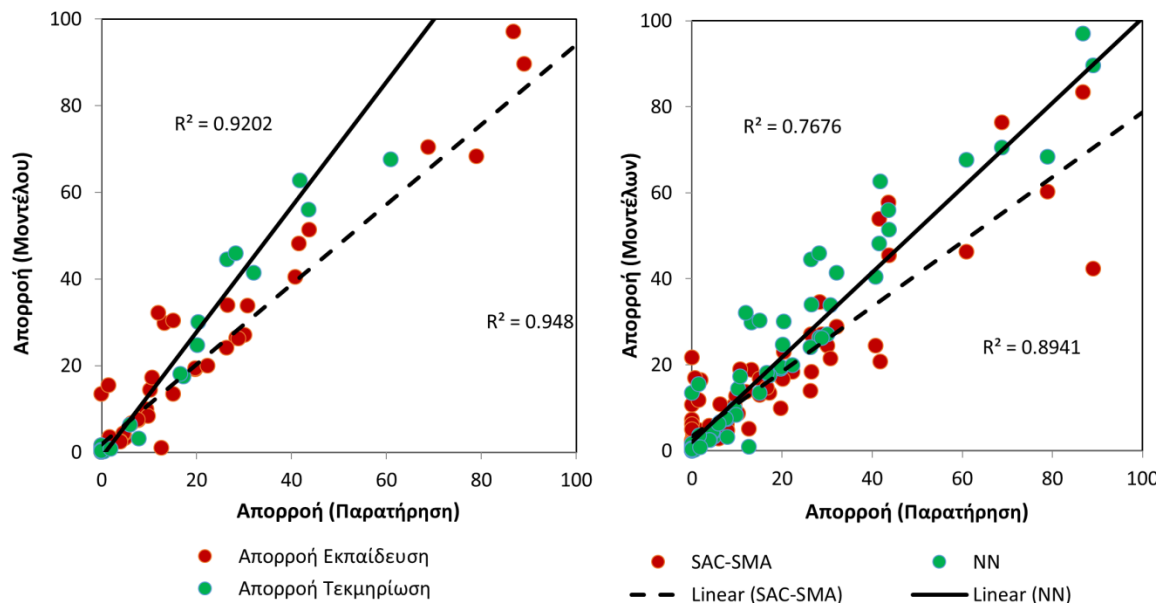 100
80
60
40
20
0
Απορροή (Μοντέλου)
R² = 0.9202
R² = 0.948
0 20 40 60 80 100
Απορροή (Παρατήρηση)
Απορροή Εκπαίδευση
Απορροή Τεκμηρίωση
100
80
60
40
20
0
Απορροή (Μοντέλων)
R² = 0.7676
R² = 0.8941
0 20 40 60 80 100
Απορροή (Παρατήρηση)
SAC-SMA NN
Linear (SAC-SMA) Linear (NN)